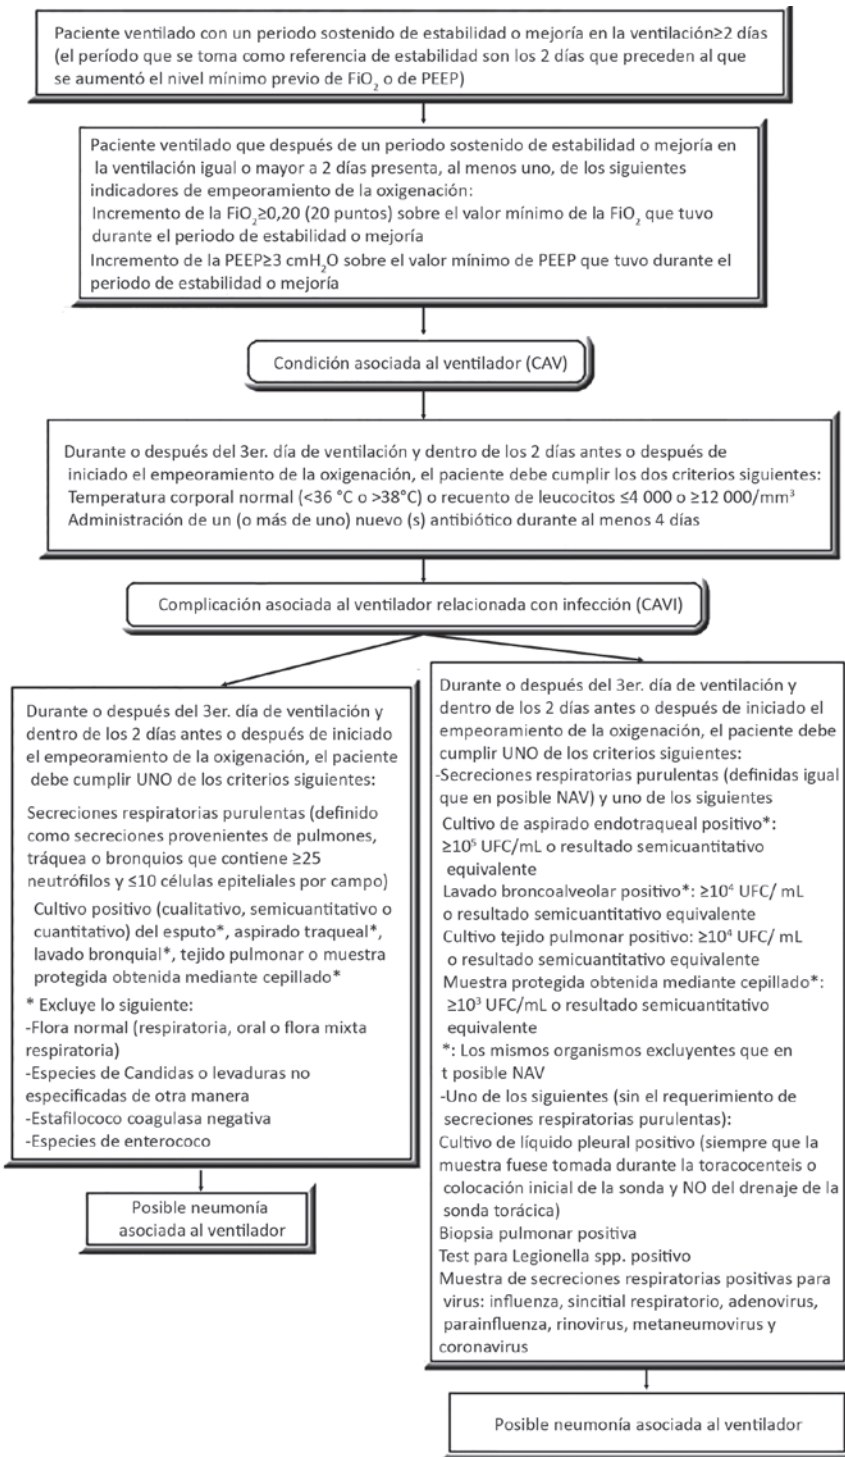 Paciente ventilado con un periodo sostenido de estabilidad o mejoría en la ventilación≥2 días
(el período que se toma como referencia de estabilidad son los 2 días que preceden al que
se aumentó el nivel mínimo previo de FiO₂ o de PEEP)
Paciente ventilado que después de un periodo sostenido de estabilidad o mejoría en
la ventilación igual o mayor a 2 días presenta, al menos uno, de los siguientes
indicadores de empeoramiento de la oxigenación:
Incremento de la FiO₂≥0,20 (20 puntos) sobre el valor mínimo de la FiO₂ que tuvo
durante el periodo de estabilidad o mejoría
Incremento de la PEEP≥3 cmH₂O sobre el valor mínimo de PEEP que tuvo durante el
periodo de estabilidad o mejoría
Condición asociada al ventilador (CAV)
Durante o después del 3er. día de ventilación y dentro de los 2 días antes o después de
iniciado el empeoramiento de la oxigenación, el paciente debe cumplir los dos criterios siguientes:
Temperatura corporal normal (<36 °C o >38°C) o recuento de leucocitos ≤4 000 o ≥12 000/mm³
Administración de un (o más de uno) nuevo (s) antibiótico durante al menos 4 días
Complicación asociada al ventilador relacionada con infección (CAVI)
Durante o después del 3er. día de ventilación y
dentro de los 2 días antes o después de iniciado
el empeoramiento de la oxigenación, el paciente
debe cumplir UNO de los criterios siguientes:
Secreciones respiratorias purulentas (definido
como secreciones provenientes de pulmones,
tráquea o bronquios que contiene ≥25
neutrófilos y ≤10 células epiteliales por campo)
Cultivo positivo (cualitativo, semicuantitativo o
cuantitativo) del esputo*, aspirado traqueal*,
lavado bronquial*, tejido pulmonar o muestra
protegida obtenida mediante cepillado*
* Excluye lo siguiente:
-Flora normal (respiratoria, oral o flora mixta
respiratoria)
-Especies de Candidas o levaduras no
especificadas de otra manera
-Estafilococo coagulasa negativa
-Especies de enterococo
Posible neumonía
asociada al ventilador
Durante o después del 3er. día de ventilación y
dentro de los 2 días antes o después de iniciado el
empeoramiento de la oxigenación, el paciente debe
cumplir UNO de los criterios siguientes:
-Secreciones respiratorias purulentas (definidas igual
que en posible NAV) y uno de los siguientes
Cultivo de aspirado endotraqueal positivo*:
≥10⁵ UFC/mL o resultado semicuantitativo
equivalente
Lavado broncoalveolar positivo*: ≥10⁴ UFC/ mL
o resultado semicuantitativo equivalente
Cultivo tejido pulmonar positivo: ≥10⁴ UFC/ mL
o resultado semicuantitativo equivalente
Muestra protegida obtenida mediante cepillado*:
≥10³ UFC/mL o resultado semicuantitativo
equivalente
*: Los mismos organismos excluyentes que en
t posible NAV
-Uno de los siguientes (sin el requerimiento de
secreciones respiratorias purulentas):
Cultivo de líquido pleural positivo (siempre que la
muestra fuese tomada durante la toracocenteis o
colocación inicial de la sonda y NO del drenaje de la
sonda torácica)
Biopsia pulmonar positiva
Test para Legionella spp. positivo
Muestra de secreciones respiratorias positivas para
virus: influenza, sincitial respiratorio, adenovirus,
parainfluenza, rinovirus, metaneumovirus y
coronavirus
Posible neumonía asociada al ventilador